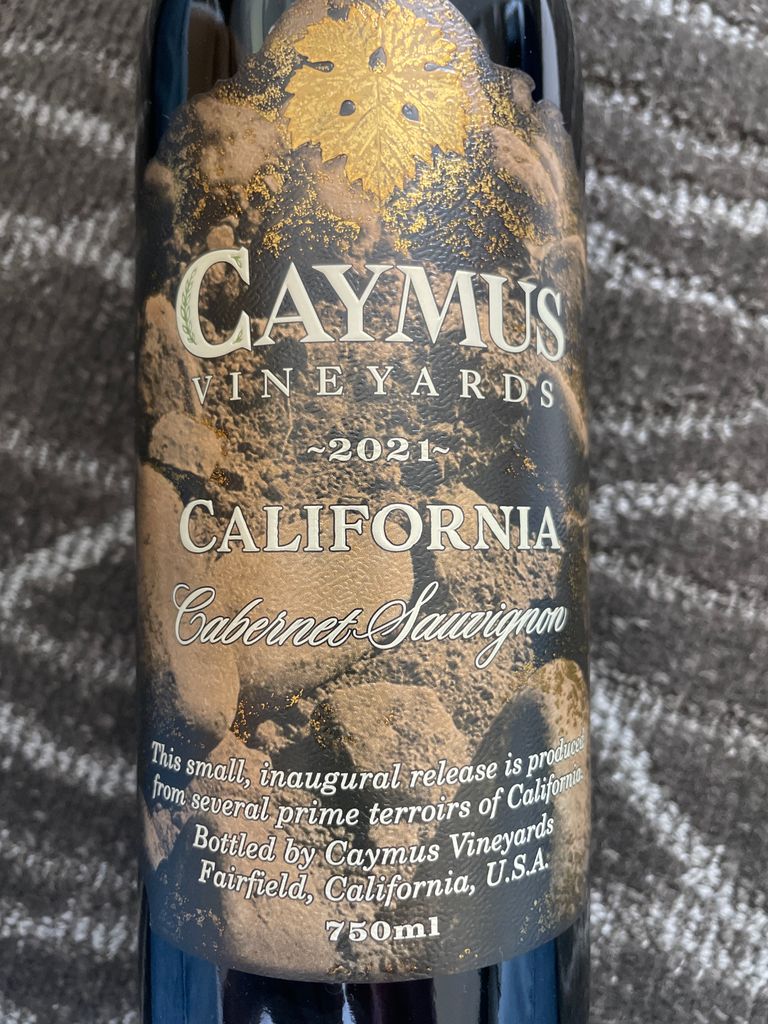 CAYMUS
VINEYARDS
~2021~
CALIFORNIA
Cabernet Sauvignon
This small, inaugural release is produced
from several prime terroirs of California.
Bottled by Caymus Vineyards
Fairfield, California, U.S.A.
750ml